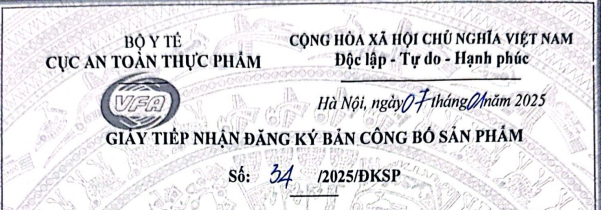 BỘ Y TẾ
CỤC AN TOÀN THỰC PHẨM
CỘNG HÒA XÃ HỘI CHỦ NGHĨA VIỆT NAM
Độc lập - Tự do - Hạnh phúc
VFA
Hà Nội, ngày 07 tháng 01 năm 2025
GIẤY TIẾP NHẬN ĐĂNG KÝ BẢN CÔNG BỐ SẢN PHẨM
Số: 34 /2025/ĐKSP